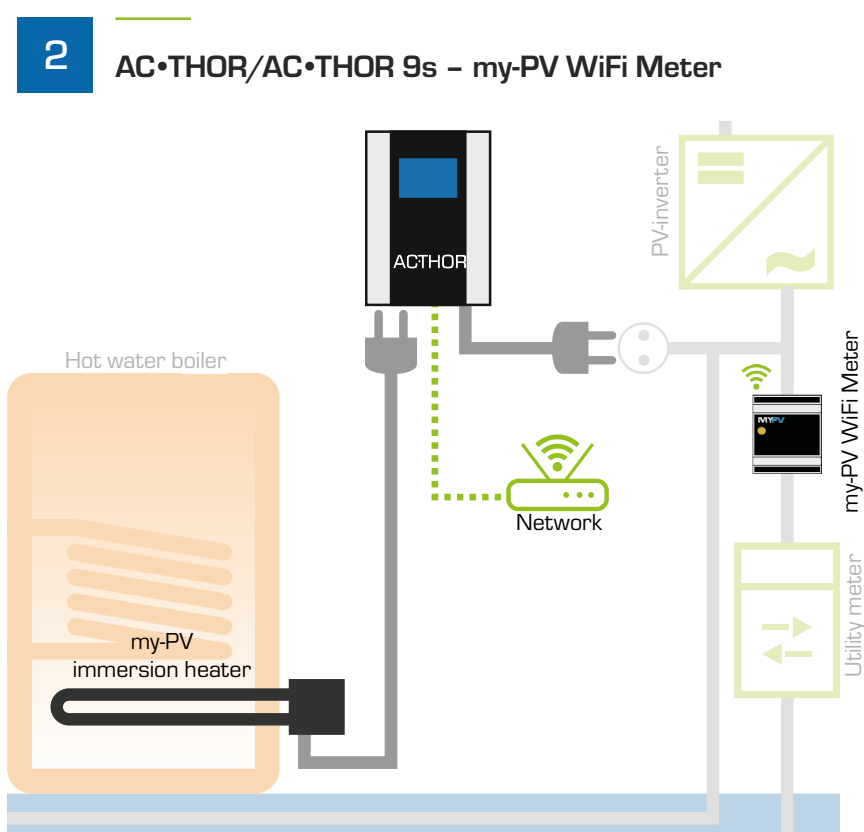 2
AC•THOR/AC•THOR 9s – my-PV WiFi Meter
PV-inverter
ACTHOR
Hot water boiler
my-PV WiFi Meter
MYPV
Network
Utility meter
my-PV
immersion heater